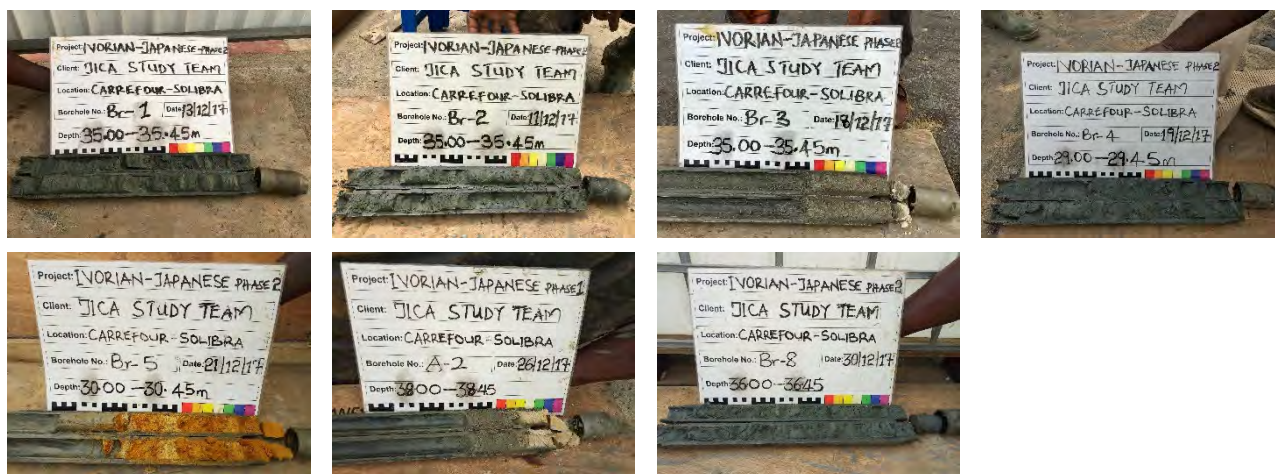 Project: IVORIAN-JAPANESE-PHASE2
Client: JICA STUDY TEAM
Location: CARREFOUR-SOLIBRA
Borehole No.: Br-1 Date: 13/12/17
Depth: 35.00-35.45m
Project: IVORIAN-JAPANESE-PHASE2
Client: JICA STUDY TEAM
Location: CARREFOUR-SOLIBRA
Borehole No.: Br-2 Date: 11/12/17
Depth: 35.00-35.45m
Project: IVORIAN-JAPANESE PHASE2
Client: JICA STUDY TEAM
Location: CARREFOUR-SOLIBRA
Borehole No.: Br-3 Date: 18/12/17
Depth: 35.00-35.45m
Project: IVORIAN-JAPANESE PHASE2
Client: JICA STUDY TEAM
Location: CARREFOUR-SOLIBRA
Borehole No.: Br-4 Date: 19/12/17
Depth: 29.00-29.45m
Project: IVORIAN-JAPANESE PHASE2
Client: JICA STUDY TEAM
Location: CARREFOUR-SOLIBRA
Borehole No.: Br-5 Date: 21/12/17
Depth: 30.00-30.45m
Project: IVORIAN-JAPANESE PHASE1
Client: JICA STUDY TEAM
Location: CARREFOUR-SOLIBRA
Borehole No.: A-2 Date: 26/12/17
Depth: 38.00-38.45
Project: IVORIAN-JAPANESE PHASE2
Client: JICA STUDY TEAM
Location: CARREFOUR-SOLIBRA
Borehole No.: Br-8 Date: 30/12/17
Depth: 36.00-36.45